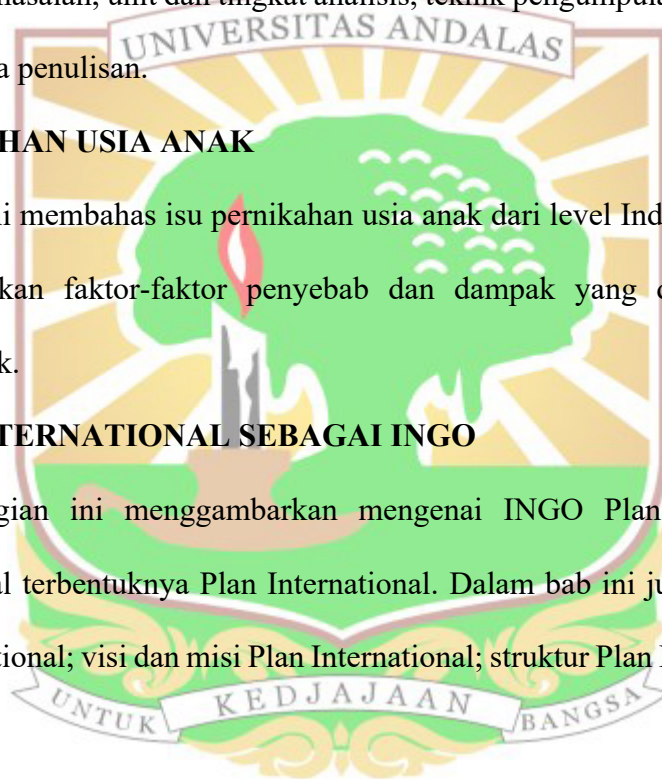 masalah, unit dan tingkat analisis, teknik pengumpula
UNIVERSITAS ANDALAS
a penulisan.
HAN USIA ANAK
i membahas isu pernikahan usia anak dari level Ind
kan faktor-faktor penyebab dan dampak yang d
k.
TERNATIONAL SEBAGAI INGO
gian ini menggambarkan mengenai INGO Plan
al terbentuknya Plan International. Dalam bab ini ju
tional; visi dan misi Plan International; struktur Plan
UNTUK KEDJAJAAN BANGSA